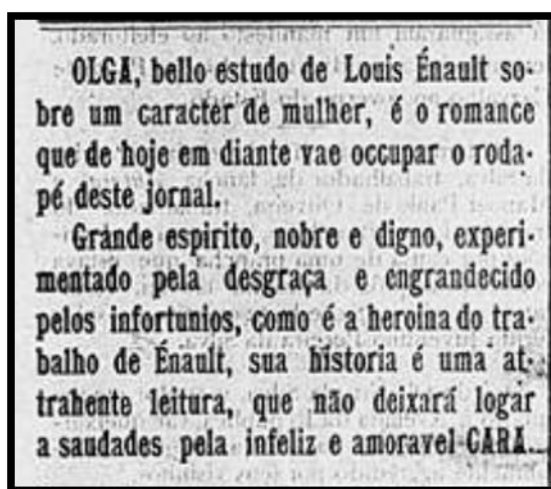 OLGA, bello estudo de Louis Énault so-
bre um caracter de mulher, é o romance
que de hoje em diante vae occupar o roda-
pé deste jornal.
Grande espirito, nobre e digno, experi-
mentado pela desgraça e engrandecido
pelos infortunios, como é a heroina do tra-
balho de Énault, sua historia é uma at-
trahente leitura, que não deixará logar
a saudades pela infeliz e amoravel CARA.